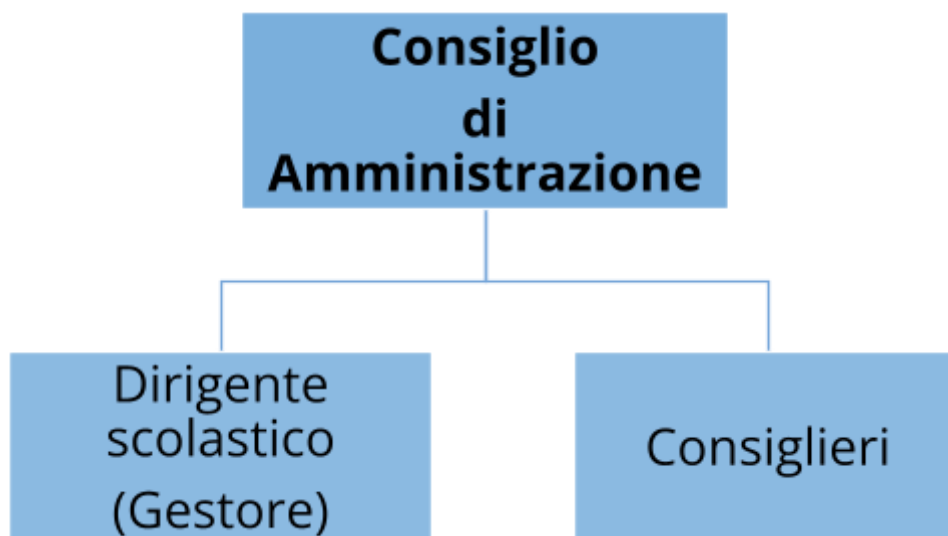 Consiglio
di
Amministrazione
Dirigente
scolastico
(Gestore)
Consiglieri